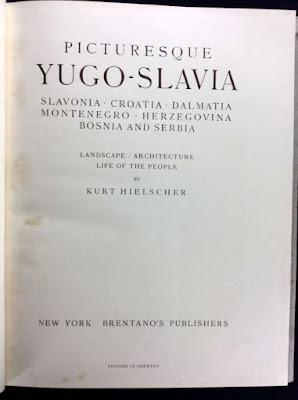 PICTURESQUE
YUGO-SLAVIA
SLAVONIA · CROATIA · DALMATIA
MONTENEGRO · HERZEGOVINA
BOSNIA AND SERBIA
LANDSCAPE · ARCHITECTURE
LIFE OF THE PEOPLE
BY
KURT HIELSCHER
NEW YORK BRENTANO'S PUBLISHERS
PRINTED IN GERMANY